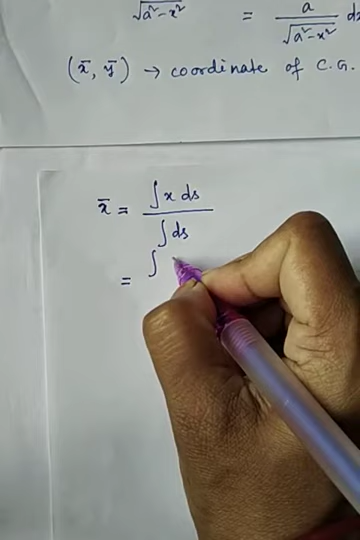 √a²-x² = a / √a²-x² dx
(x̄, ȳ) → coordinate of C.G.
x̄ = ∫x ds / ∫ds
= ∫